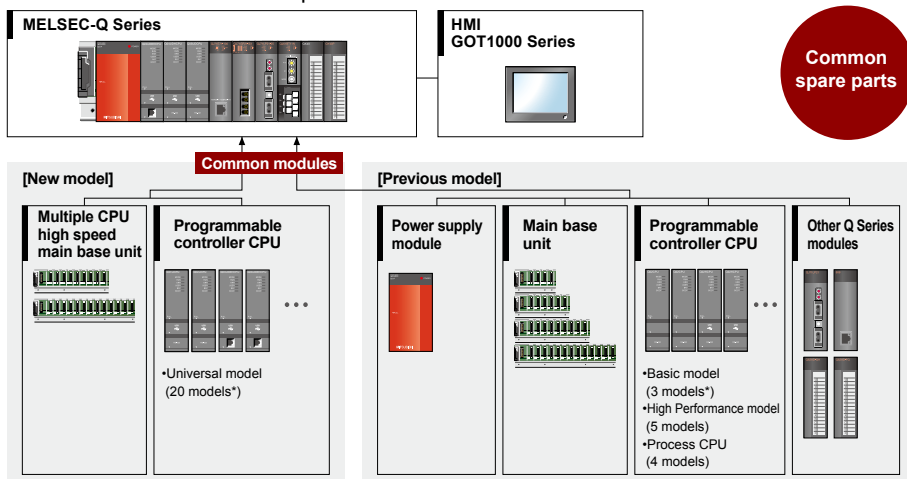 MELSEC-Q Series
HMI
GOT1000 Series
Common
spare parts
Common modules
[New model]
[Previous model]
Multiple CPU
high speed
main base unit
Programmable
controller CPU
•Universal model
(20 models*)
Power supply
module
Main base
unit
Programmable
controller CPU
•Basic model
(3 models*)
•High Performance model
(5 models)
•Process CPU
(4 models)
Other Q Series
modules